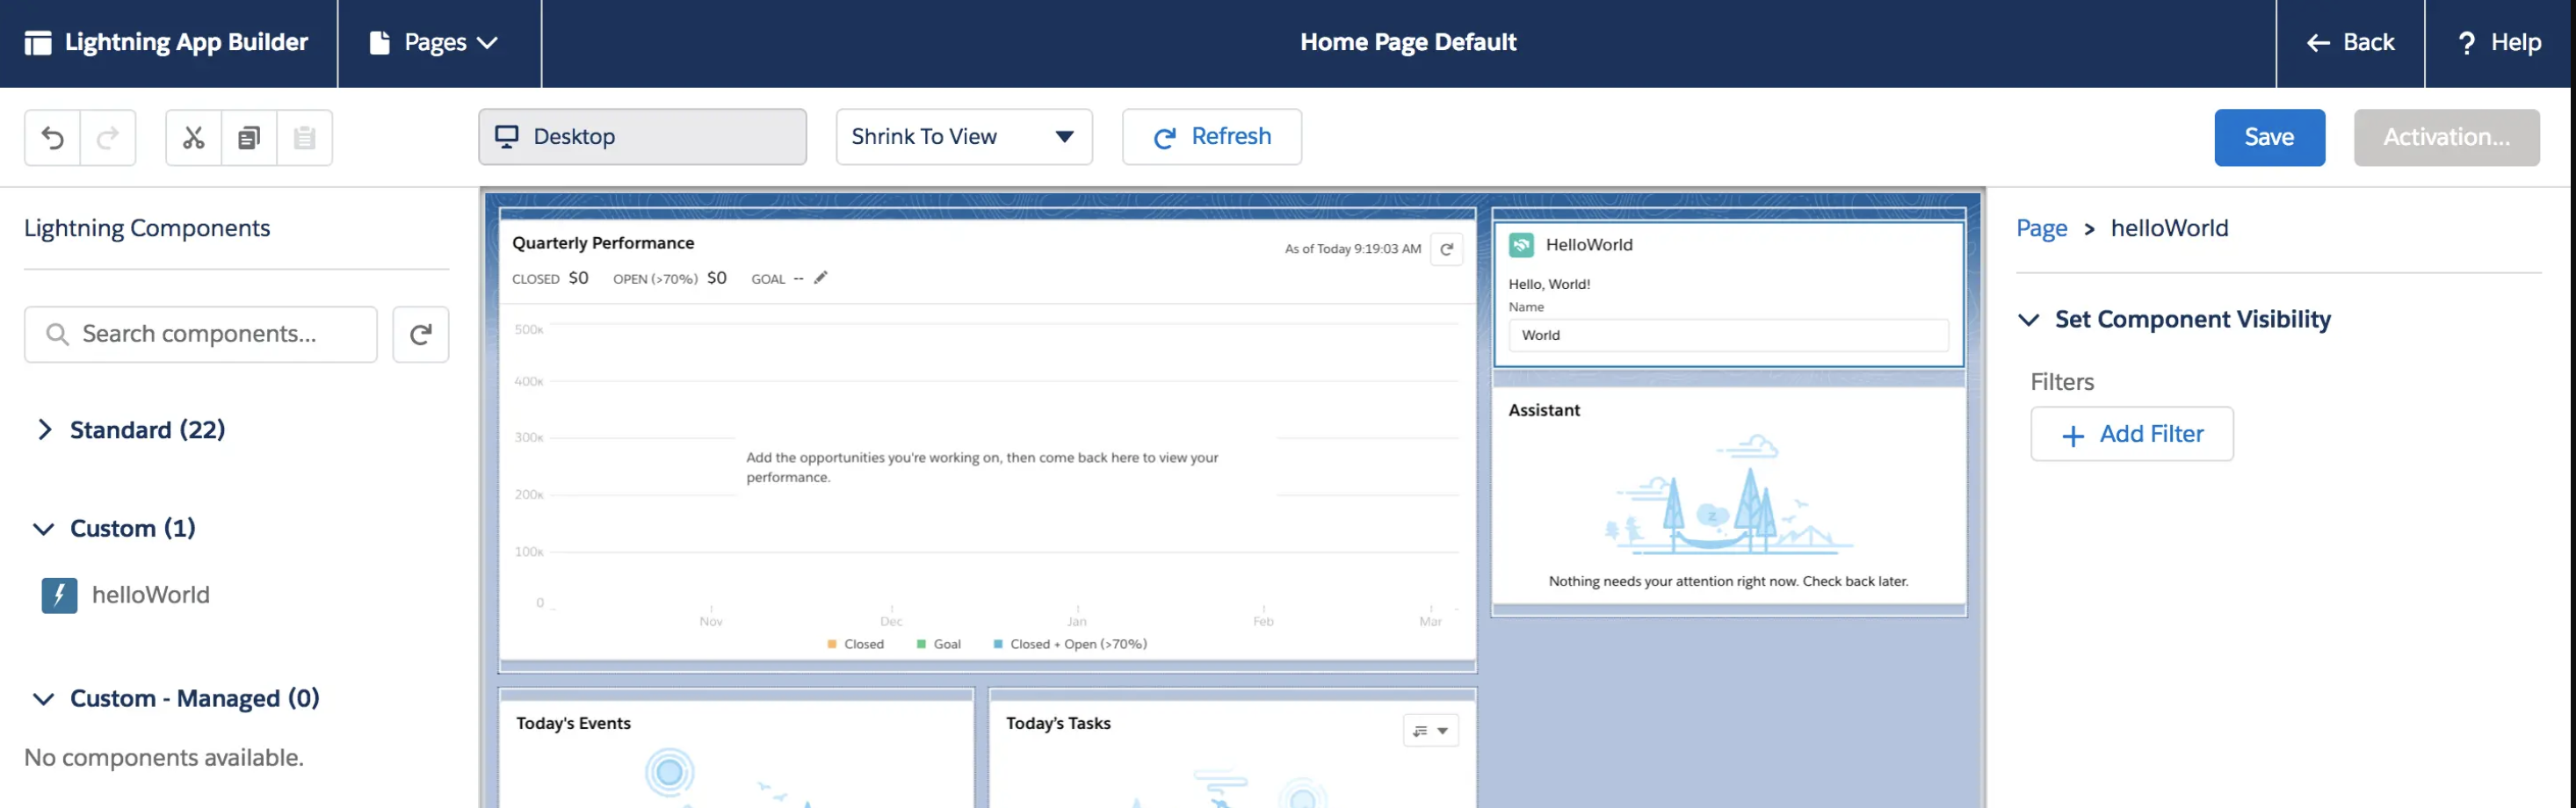 Lightning App Builder
Pages
Home Page Default
Back
? Help
Desktop
Shrink To View
Refresh
Save
Activation...
Lightning Components
Search components...
Standard (22)
Custom (1)
helloWorld
Custom - Managed (0)
No components available.
Quarterly Performance
As of Today 9:19:03 AM
CLOSED $0 OPEN (>70%) $0 GOAL --
500K
400K
300K
Add the opportunities you're working on, then come back here to view your
performance.
200K
100K
0
Nov Dec Jan Feb Mar
Closed Goal Closed + Open (>70%)
Today's Events
Today's Tasks
HelloWorld
Hello, World!
Name
World
Assistant
Z
Nothing needs your attention right now. Check back later.
Page > helloWorld
Set Component Visibility
Filters
+ Add Filter